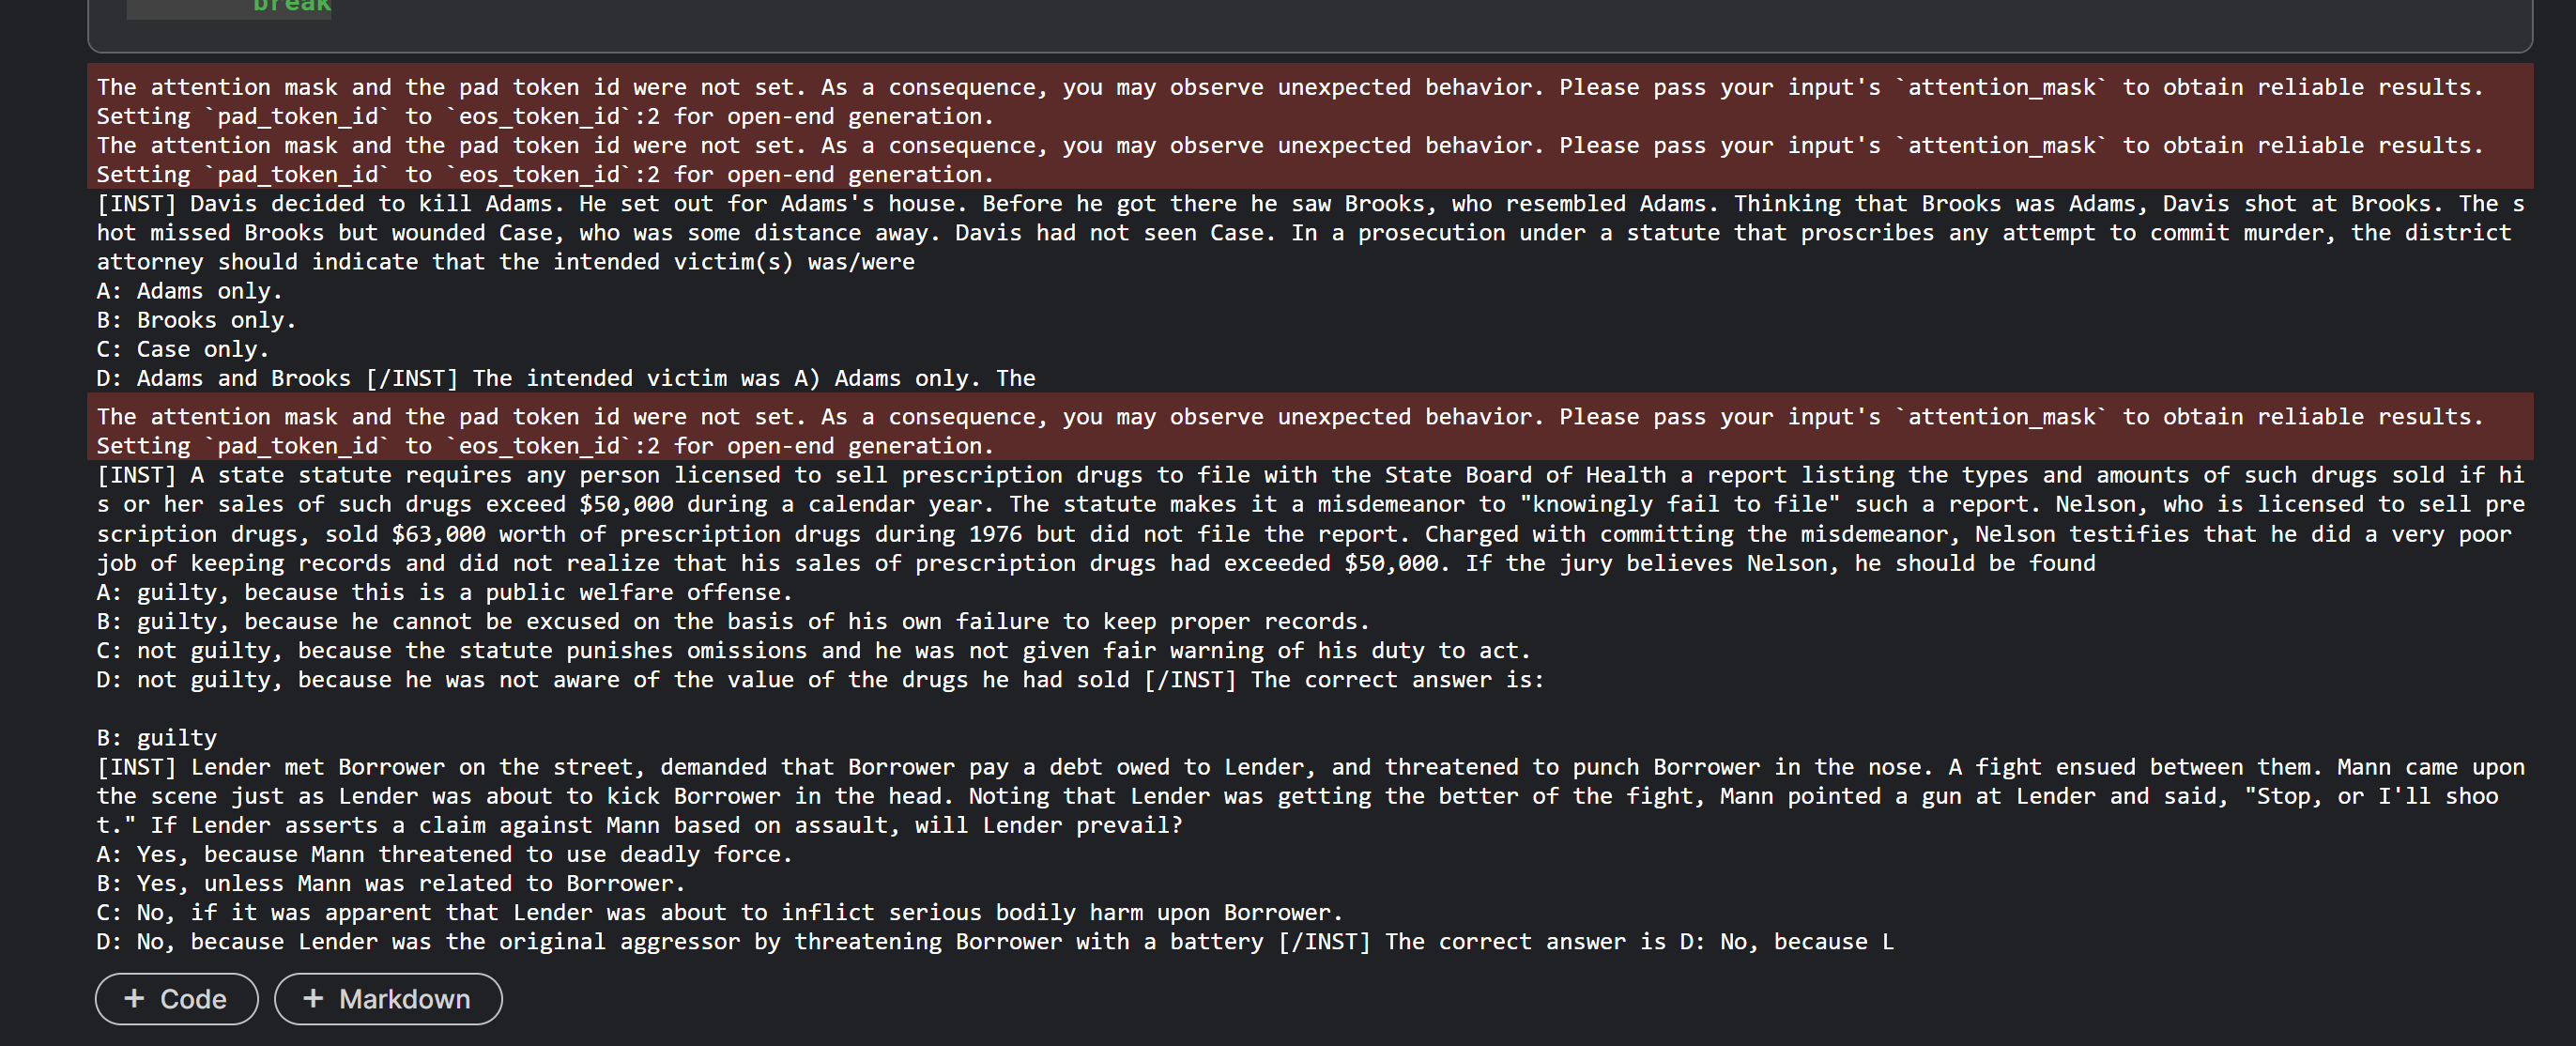 break
The attention mask and the pad token id were not set. As a consequence, you may observe unexpected behavior. Please pass your input's `attention_mask` to obtain reliable results.
Setting `pad_token_id` to `eos_token_id`:2 for open-end generation.
The attention mask and the pad token id were not set. As a consequence, you may observe unexpected behavior. Please pass your input's `attention_mask` to obtain reliable results.
Setting `pad_token_id` to `eos_token_id`:2 for open-end generation.
[INST] Davis decided to kill Adams. He set out for Adams's house. Before he got there he saw Brooks, who resembled Adams. Thinking that Brooks was Adams, Davis shot at Brooks. The s
hot missed Brooks but wounded Case, who was some distance away. Davis had not seen Case. In a prosecution under a statute that proscribes any attempt to commit murder, the district
attorney should indicate that the intended victim(s) was/were
A: Adams only.
B: Brooks only.
C: Case only.
D: Adams and Brooks [/INST] The intended victim was A) Adams only. The
The attention mask and the pad token id were not set. As a consequence, you may observe unexpected behavior. Please pass your input's `attention_mask` to obtain reliable results.
Setting `pad_token_id` to `eos_token_id`:2 for open-end generation.
[INST] A state statute requires any person licensed to sell prescription drugs to file with the State Board of Health a report listing the types and amounts of such drugs sold if hi
s or her sales of such drugs exceed $50,000 during a calendar year. The statute makes it a misdemeanor to "knowingly fail to file" such a report. Nelson, who is licensed to sell pre
scription drugs, sold $63,000 worth of prescription drugs during 1976 but did not file the report. Charged with committing the misdemeanor, Nelson testifies that he did a very poor
job of keeping records and did not realize that his sales of prescription drugs had exceeded $50,000. If the jury believes Nelson, he should be found
A: guilty, because this is a public welfare offense.
B: guilty, because he cannot be excused on the basis of his own failure to keep proper records.
C: not guilty, because the statute punishes omissions and he was not given fair warning of his duty to act.
D: not guilty, because he was not aware of the value of the drugs he had sold [/INST] The correct answer is:
B: guilty
[INST] Lender met Borrower on the street, demanded that Borrower pay a debt owed to Lender, and threatened to punch Borrower in the nose. A fight ensued between them. Mann came upon
the scene just as Lender was about to kick Borrower in the head. Noting that Lender was getting the better of the fight, Mann pointed a gun at Lender and said, "Stop, or I'll shoo
t." If Lender asserts a claim against Mann based on assault, will Lender prevail?
A: Yes, because Mann threatened to use deadly force.
B: Yes, unless Mann was related to Borrower.
C: No, if it was apparent that Lender was about to inflict serious bodily harm upon Borrower.
D: No, because Lender was the original aggressor by threatening Borrower with a battery [/INST] The correct answer is D: No, because L
+ Code + Markdown